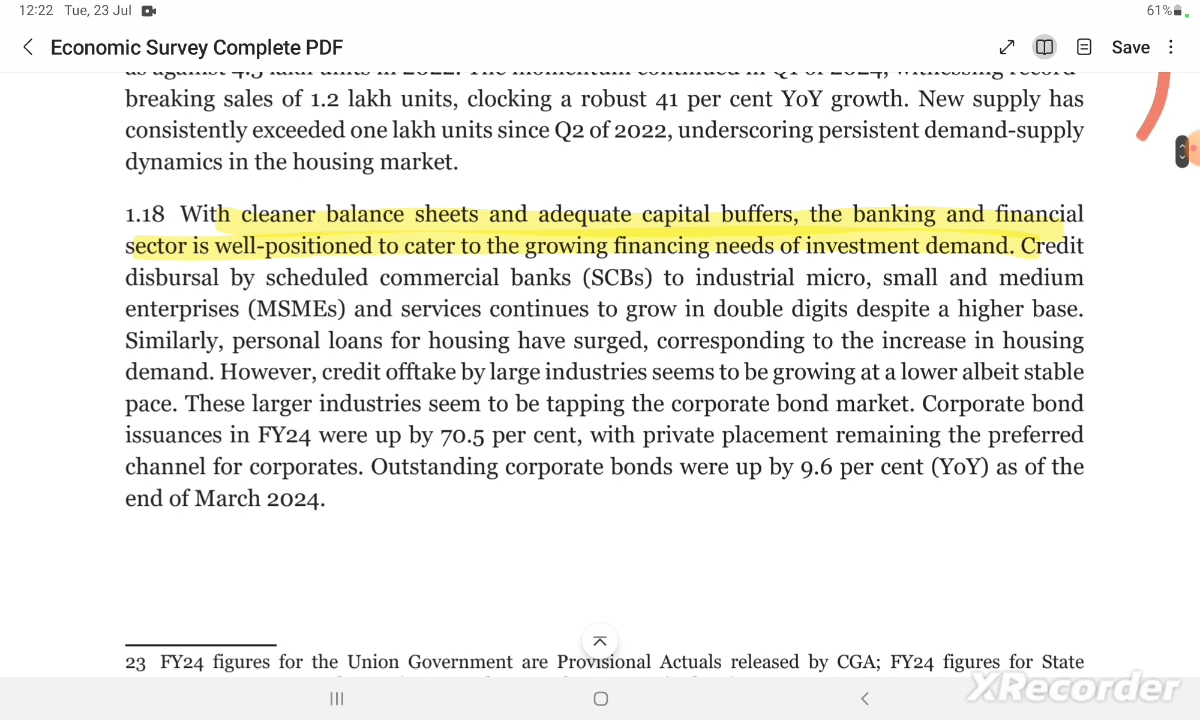 12:22 Tue, 23 Jul
61%
Economic Survey Complete PDF
Save
breaking sales of 1.2 lakh units, clocking a robust 41 per cent YoY growth. New supply has
consistently exceeded one lakh units since Q2 of 2022, underscoring persistent demand-supply
dynamics in the housing market.
1.18 With cleaner balance sheets and adequate capital buffers, the banking and financial
sector is well-positioned to cater to the growing financing needs of investment demand. Credit
disbursal by scheduled commercial banks (SCBs) to industrial micro, small and medium
enterprises (MSMEs) and services continues to grow in double digits despite a higher base.
Similarly, personal loans for housing have surged, corresponding to the increase in housing
demand. However, credit offtake by large industries seems to be growing at a lower albeit stable
pace. These larger industries seem to be tapping the corporate bond market. Corporate bond
issuances in FY24 were up by 70.5 per cent, with private placement remaining the preferred
channel for corporates. Outstanding corporate bonds were up by 9.6 per cent (YoY) as of the
end of March 2024.
23 FY24 figures for the Union Government are Provisional Actuals released by CGA; FY24 figures for State
XRecorder